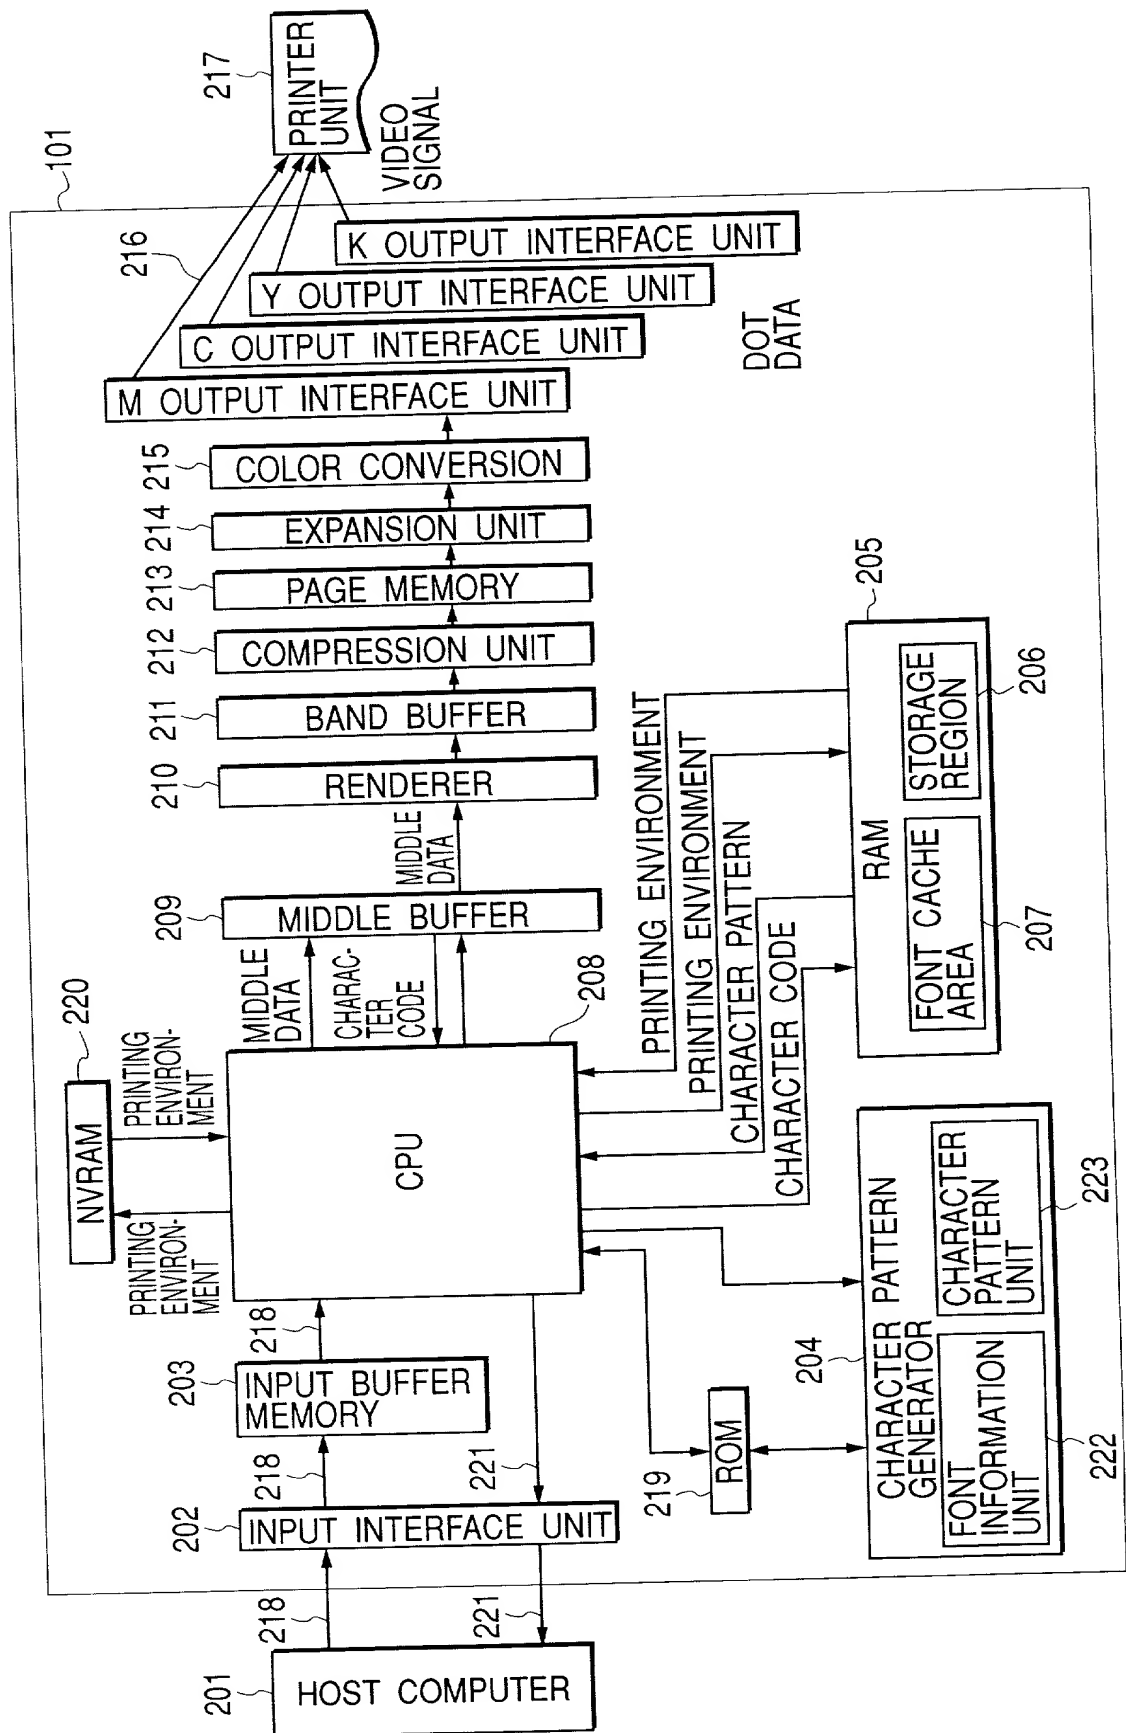 101
201
HOST COMPUTER
218
221
202
INPUT INTERFACE UNIT
218
221
203
INPUT BUFFER
MEMORY
218
NVRAM
220
PRINTING
ENVIRON-
MENT
PRINTING
ENVIRON-
MENT
CPU
208
MIDDLE
DATA
CHARAC-
TER
CODE
209
MIDDLE BUFFER
MIDDLE
DATA
210
RENDERER
211
BAND BUFFER
212
COMPRESSION UNIT
213
PAGE MEMORY
214
EXPANSION UNIT
215
COLOR CONVERSION
216
M OUTPUT INTERFACE UNIT
C OUTPUT INTERFACE UNIT
Y OUTPUT INTERFACE UNIT
K OUTPUT INTERFACE UNIT
DOT
DATA
217
PRINTER
UNIT
VIDEO
SIGNAL
PRINTING ENVIRONMENT
PRINTING ENVIRONMENT
CHARACTER PATTERN
CHARACTER CODE
219
ROM
204
CHARACTER PATTERN
GENERATOR
FONT
INFORMATION
UNIT
222
CHARACTER
PATTERN
UNIT
223
205
RAM
FONT CACHE
AREA
207
STORAGE
REGION
206